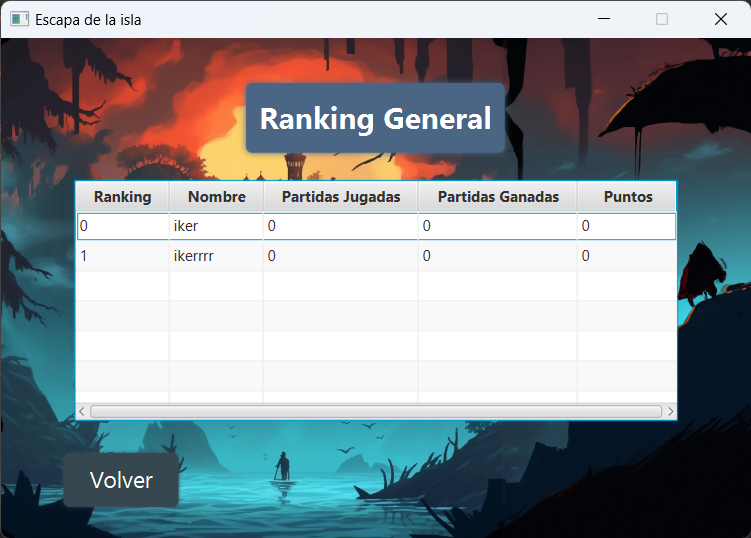 Escapa de la isla
Ranking General
Ranking Nombre Partidas Jugadas Partidas Ganadas Puntos
0 iker 0 0 0
1 ikerrrr 0 0 0
Volver